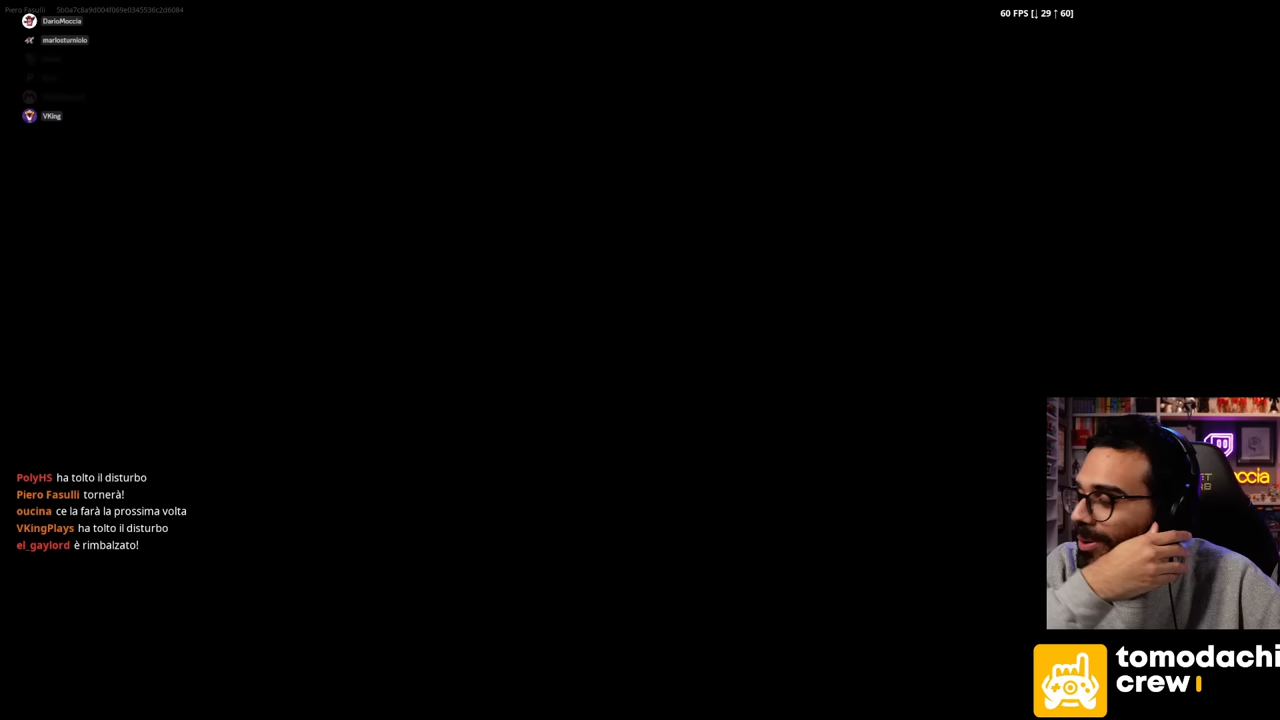 Piero Fasulli
DarioMoccia
marlosturniolo
VKing
60 FPS [↓ 29 ↑ 60]
PolyHS ha tolto il disturbo
Piero Fasulli tornerà!
oucina ce la farà la prossima volta
VKingPlays ha tolto il disturbo
el_gaylord è rimbalzato!
occia
tomodachi
crew